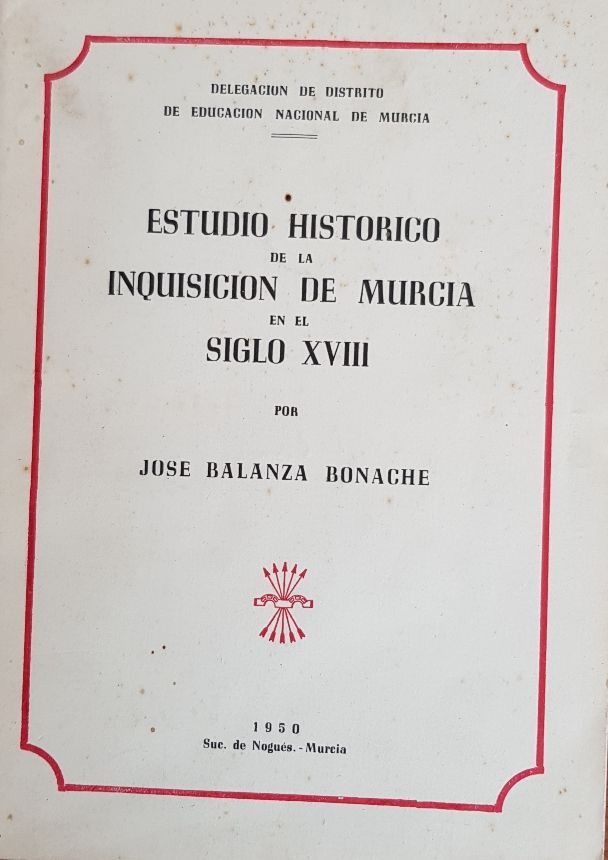 DELEGACION DE DISTRITO
DE EDUCACION NACIONAL DE MURCIA
ESTUDIO HISTORICO
DE LA
INQUISICION DE MURCIA
EN EL
SIGLO XVIII
POR
JOSE BALANZA BONACHE
1950
Suc. de Nogués.-Murcia